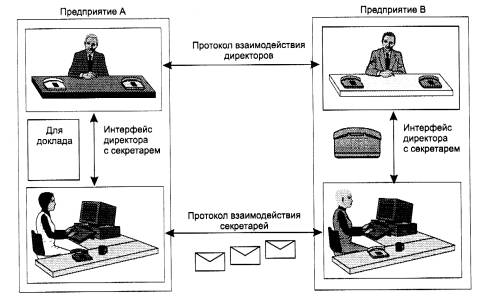 Предприятие A
Предприятие B
Протокол взаимодействия
директоров
Для
доклада
Интерфейс
директора
с секретарем
Интерфейс
директора
с секретарем
Протокол взаимодействия
секретарей